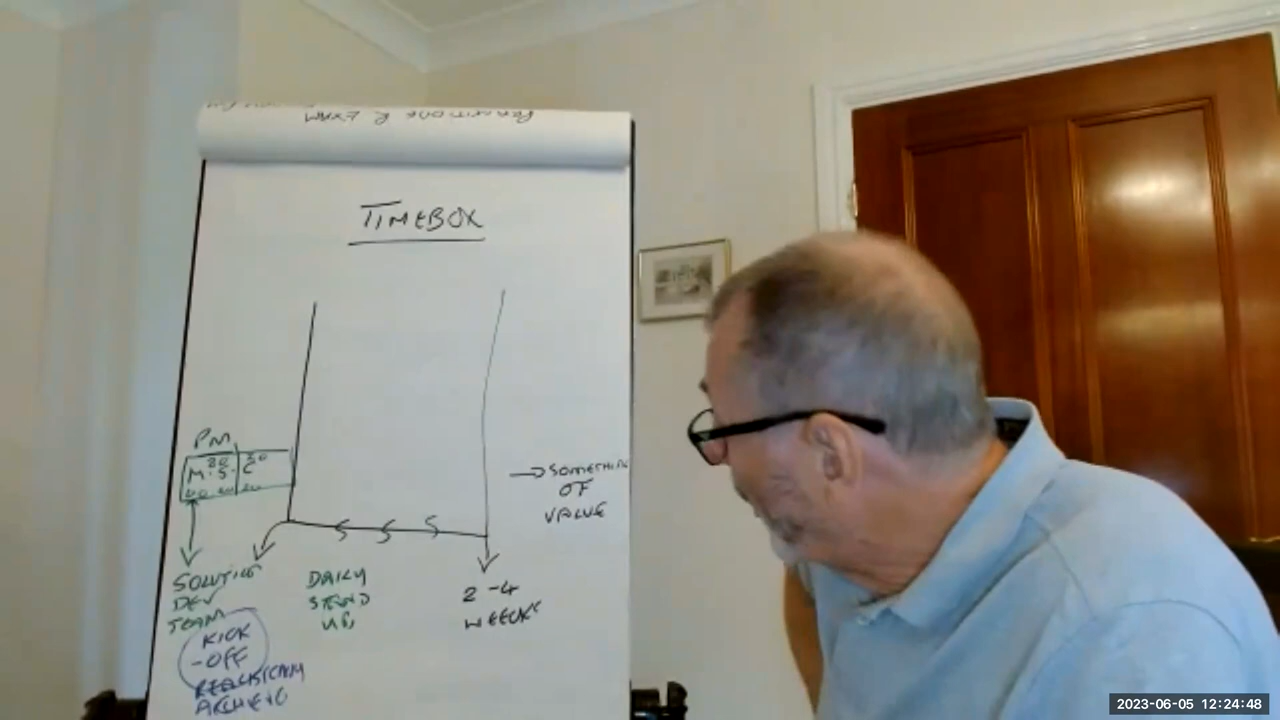 TIMEBOX
PM
M.S. C
→ SOMETHING
OF
VALUE
SOLUTION
DEV
TEAM
DAILY
STAND
UP
2-4
WEEKS
KICK
-OFF
2023-06-05 12:24:48